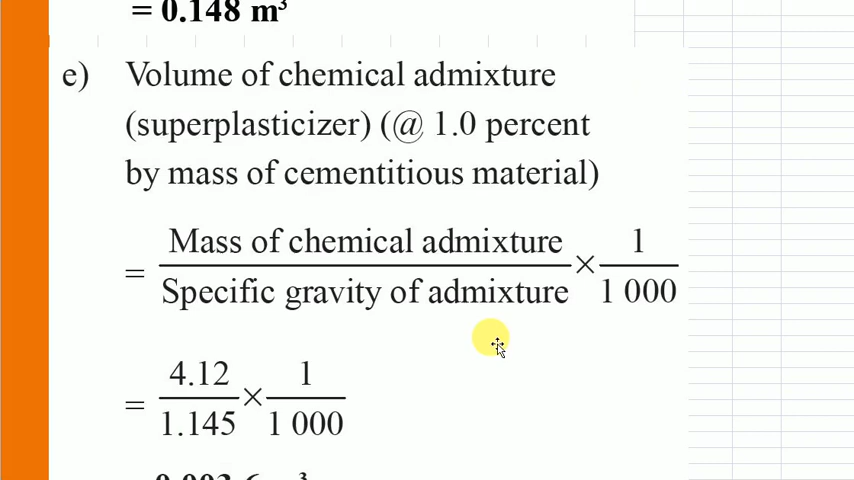 = 0.148 m³
e) Volume of chemical admixture
(superplasticizer) (@ 1.0 percent
by mass of cementitious material)
= Mass of chemical admixture / Specific gravity of admixture × 1 / 1 000
= 4.12 / 1.145 × 1 / 1 000